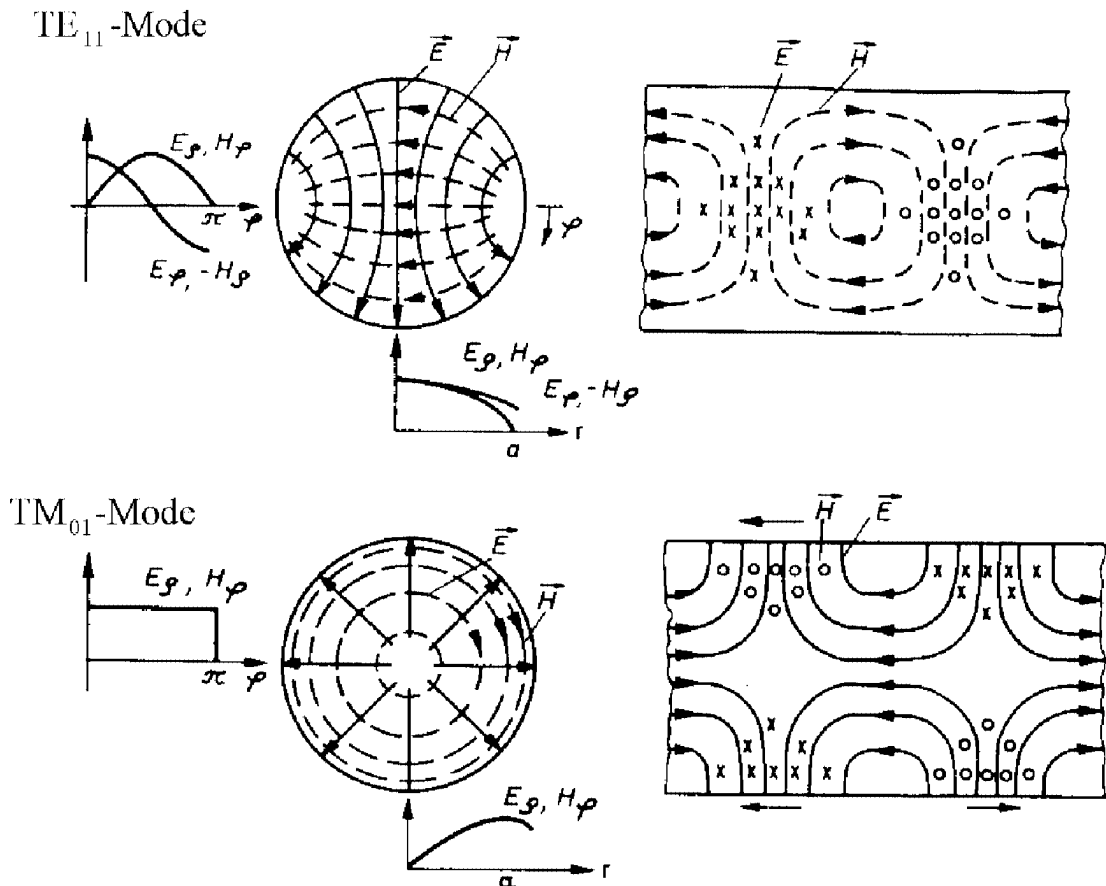 TE₁₁-Mode
E⃗ H⃗
E⃗ H⃗
Eρ, Hφ
π φ
φ
Eφ, -Hρ
Eρ, Hφ
Eφ, -Hρ
a r
TM₀₁-Mode
H⃗ E⃗
E⃗
Eρ, Hφ
H⃗
π φ
Eρ, Hφ
a r